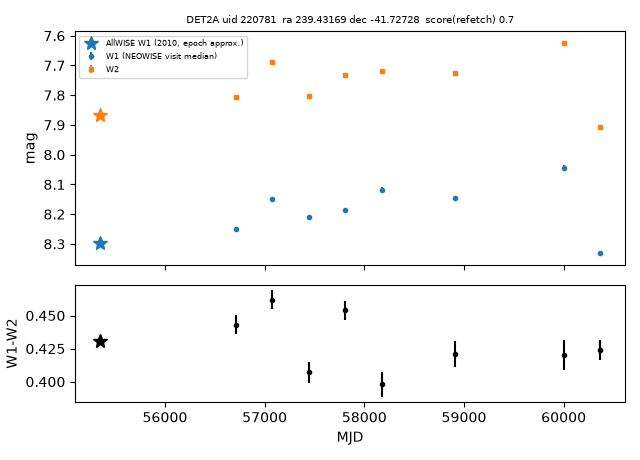 DET2A uid 220781 ra 239.43169 dec -41.72728 score(refetch) 0.7
AllWISE W1 (2010, epoch approx.)
W1 (NEOWISE visit median)
W2
7.6
7.7
7.8
7.9
8.0
8.1
8.2
8.3
mag
0.450
0.425
0.400
W1-W2
56000 57000 58000 59000 60000
MJD